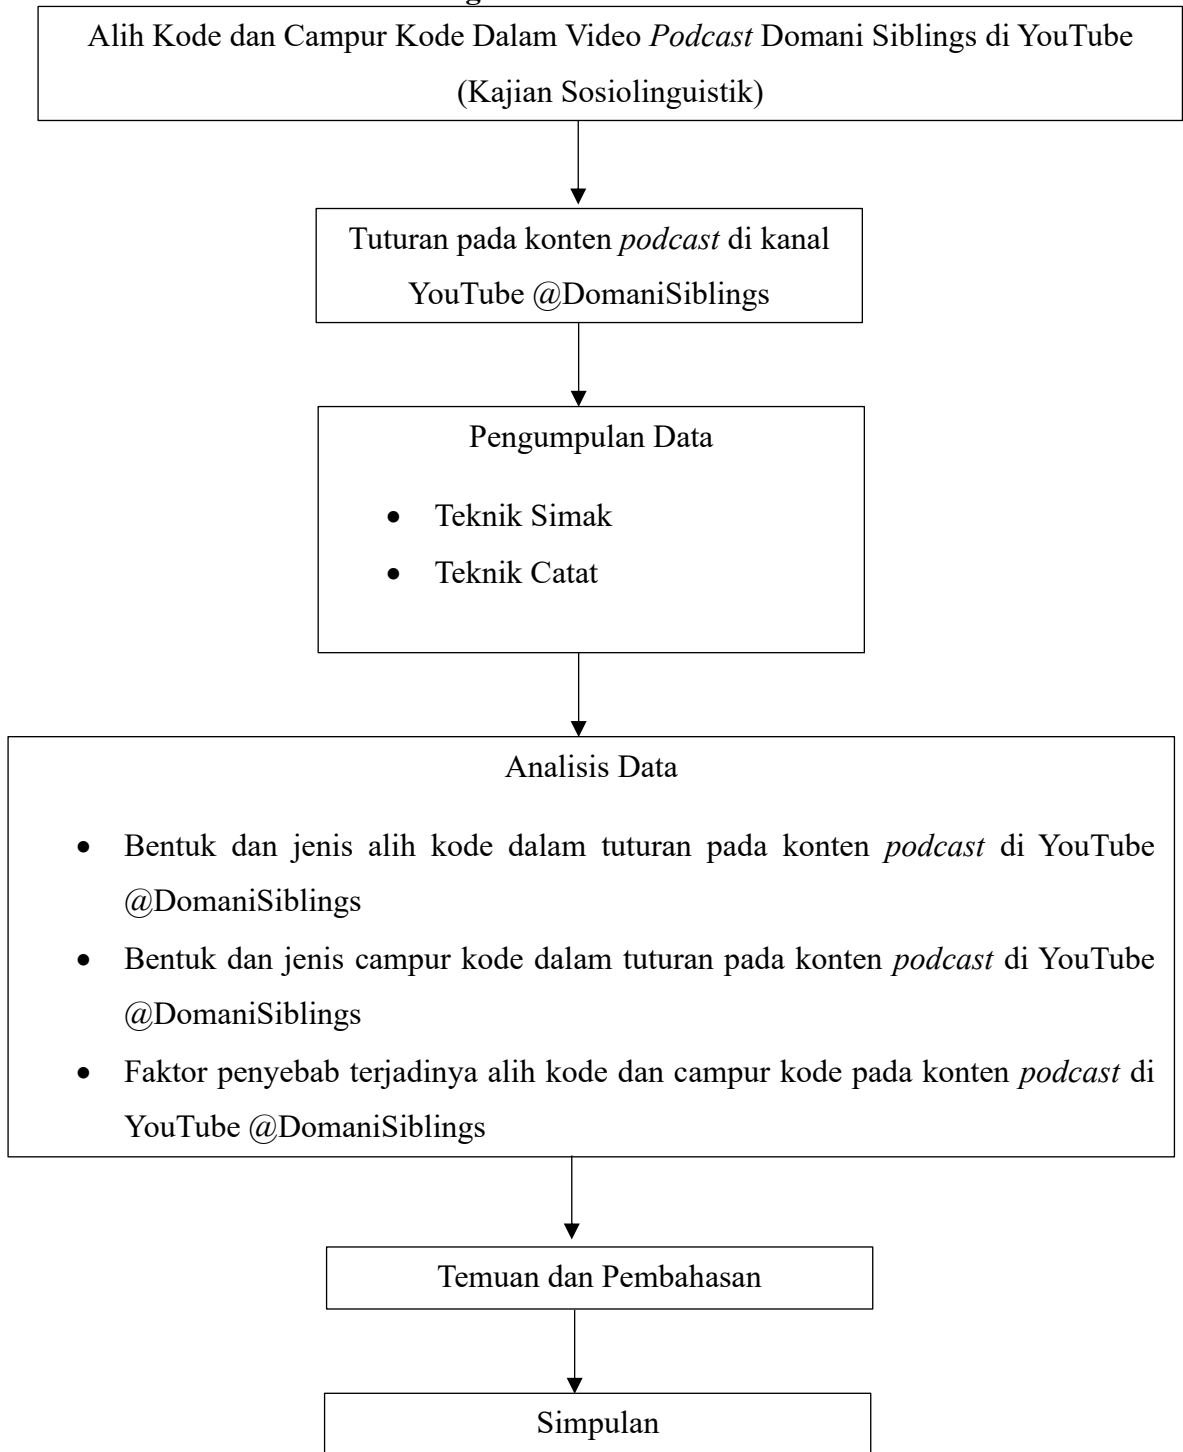 Alih Kode dan Campur Kode Dalam Video Podcast Domani Siblings di YouTube
(Kajian Sosiolinguistik)
Tuturan pada konten podcast di kanal
YouTube @DomaniSiblings
Pengumpulan Data
• Teknik Simak
• Teknik Catat
Analisis Data
• Bentuk dan jenis alih kode dalam tuturan pada konten podcast di YouTube
@DomaniSiblings
• Bentuk dan jenis campur kode dalam tuturan pada konten podcast di YouTube
@DomaniSiblings
• Faktor penyebab terjadinya alih kode dan campur kode pada konten podcast di
YouTube @DomaniSiblings
Temuan dan Pembahasan
Simpulan